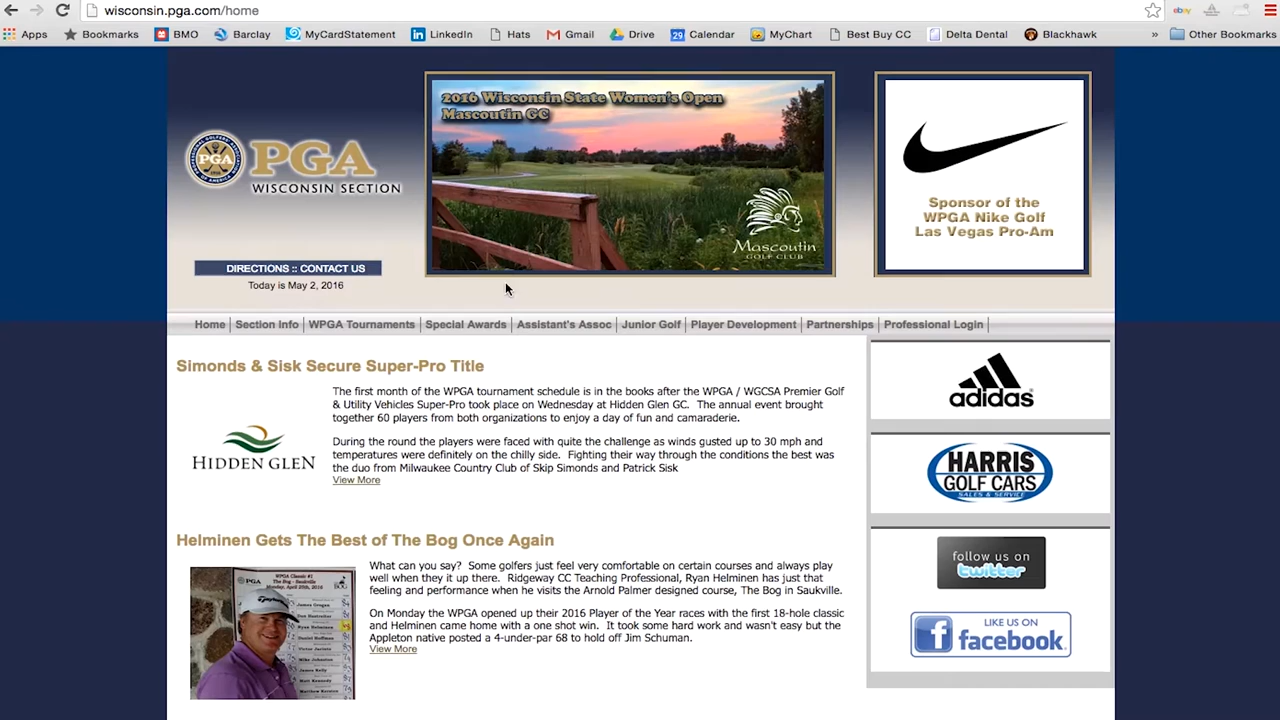 wisconsin.pga.com/home
ebay
Apps
Bookmarks
BMO
Barclay
MyCardStatement
LinkedIn
Hats
Gmail
Drive
29
Calendar
MyChart
Best Buy CC
Delta Dental
Blackhawk
»
Other Bookmarks
2016 Wisconsin State Women's Open
Mascoutin GC
Mascoutin
GOLF CLUB
PGA
PGA
WISCONSIN SECTION
Sponsor of the
WPGA Nike Golf
Las Vegas Pro-Am
DIRECTIONS :: CONTACT US
Today is May 2, 2016
Home
Section Info
WPGA Tournaments
Special Awards
Assistant's Assoc
Junior Golf
Player Development
Partnerships
Professional Login
Simonds & Sisk Secure Super-Pro Title
The first month of the WPGA tournament schedule is in the books after the WPGA / WGCSA Premier Golf
& Utility Vehicles Super-Pro took place on Wednesday at Hidden Glen GC.  The annual event brought
together 60 players from both organizations to enjoy a day of fun and camaraderie.
HIDDEN GLEN
During the round the players were faced with quite the challenge as winds gusted up to 30 mph and
temperatures were definitely on the chilly side.  Fighting their way through the conditions the best was
the duo from Milwaukee Country Club of Skip Simonds and Patrick Sisk
View More
Helminen Gets The Best of The Bog Once Again
What can you say?  Some golfers just feel very comfortable on certain courses and always play
well when they it up there.  Ridgeway CC Teaching Professional, Ryan Helminen has just that
feeling and performance when he visits the Arnold Palmer designed course, The Bog in Saukville.
On Monday the WPGA opened up their 2016 Player of the Year races with the first 18-hole classic
and Helminen came home with a one shot win.  It took some hard work and wasn't easy but the
Appleton native posted a 4-under-par 68 to hold off Jim Schuman.
View More
PGA
WPGA Classic #1
The Bog - Saukville
adidas
HARRIS
GOLF CARS
SALES & SERVICE
follow us on
twitter
LIKE US ON
facebook